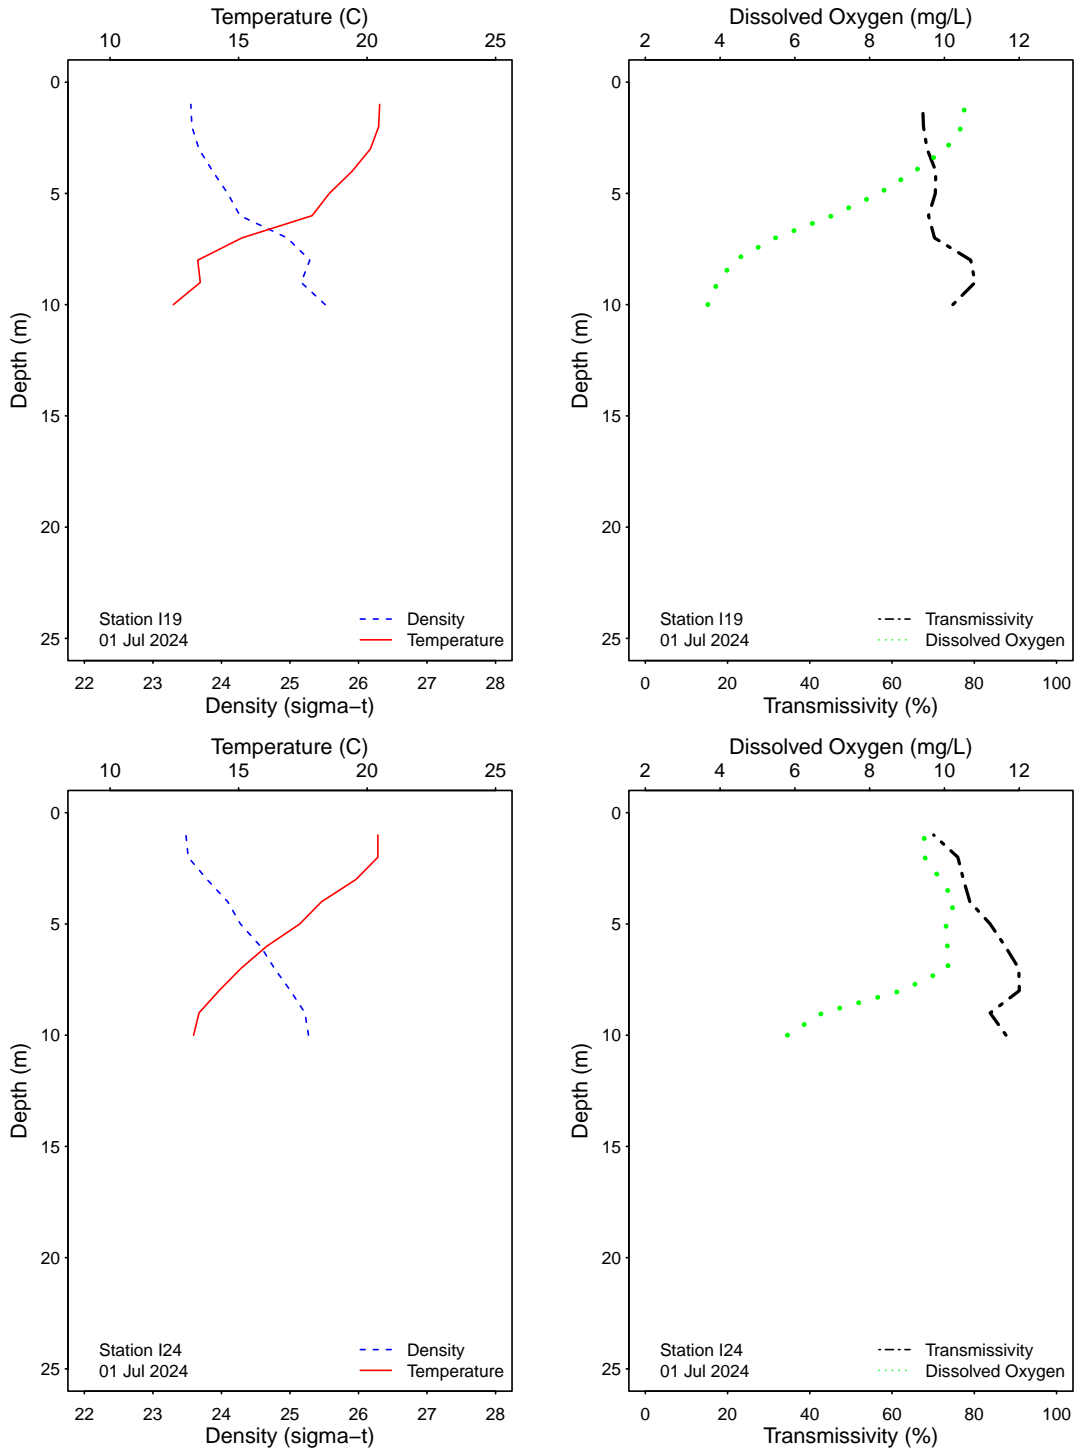 Temperature (C)
10 15 20 25
0
5
10
15
20
25
Depth (m)
Station I19
01 Jul 2024
Density
Temperature
22 23 24 25 26 27 28
Density (sigma−t)
Dissolved Oxygen (mg/L)
2 4 6 8 10 12
0
5
10
15
20
25
Depth (m)
Station I19
01 Jul 2024
Transmissivity
Dissolved Oxygen
0 20 40 60 80 100
Transmissivity (%)
Temperature (C)
10 15 20 25
0
5
10
15
20
25
Depth (m)
Station I24
01 Jul 2024
Density
Temperature
22 23 24 25 26 27 28
Density (sigma−t)
Dissolved Oxygen (mg/L)
2 4 6 8 10 12
0
5
10
15
20
25
Depth (m)
Station I24
01 Jul 2024
Transmissivity
Dissolved Oxygen
0 20 40 60 80 100
Transmissivity (%)